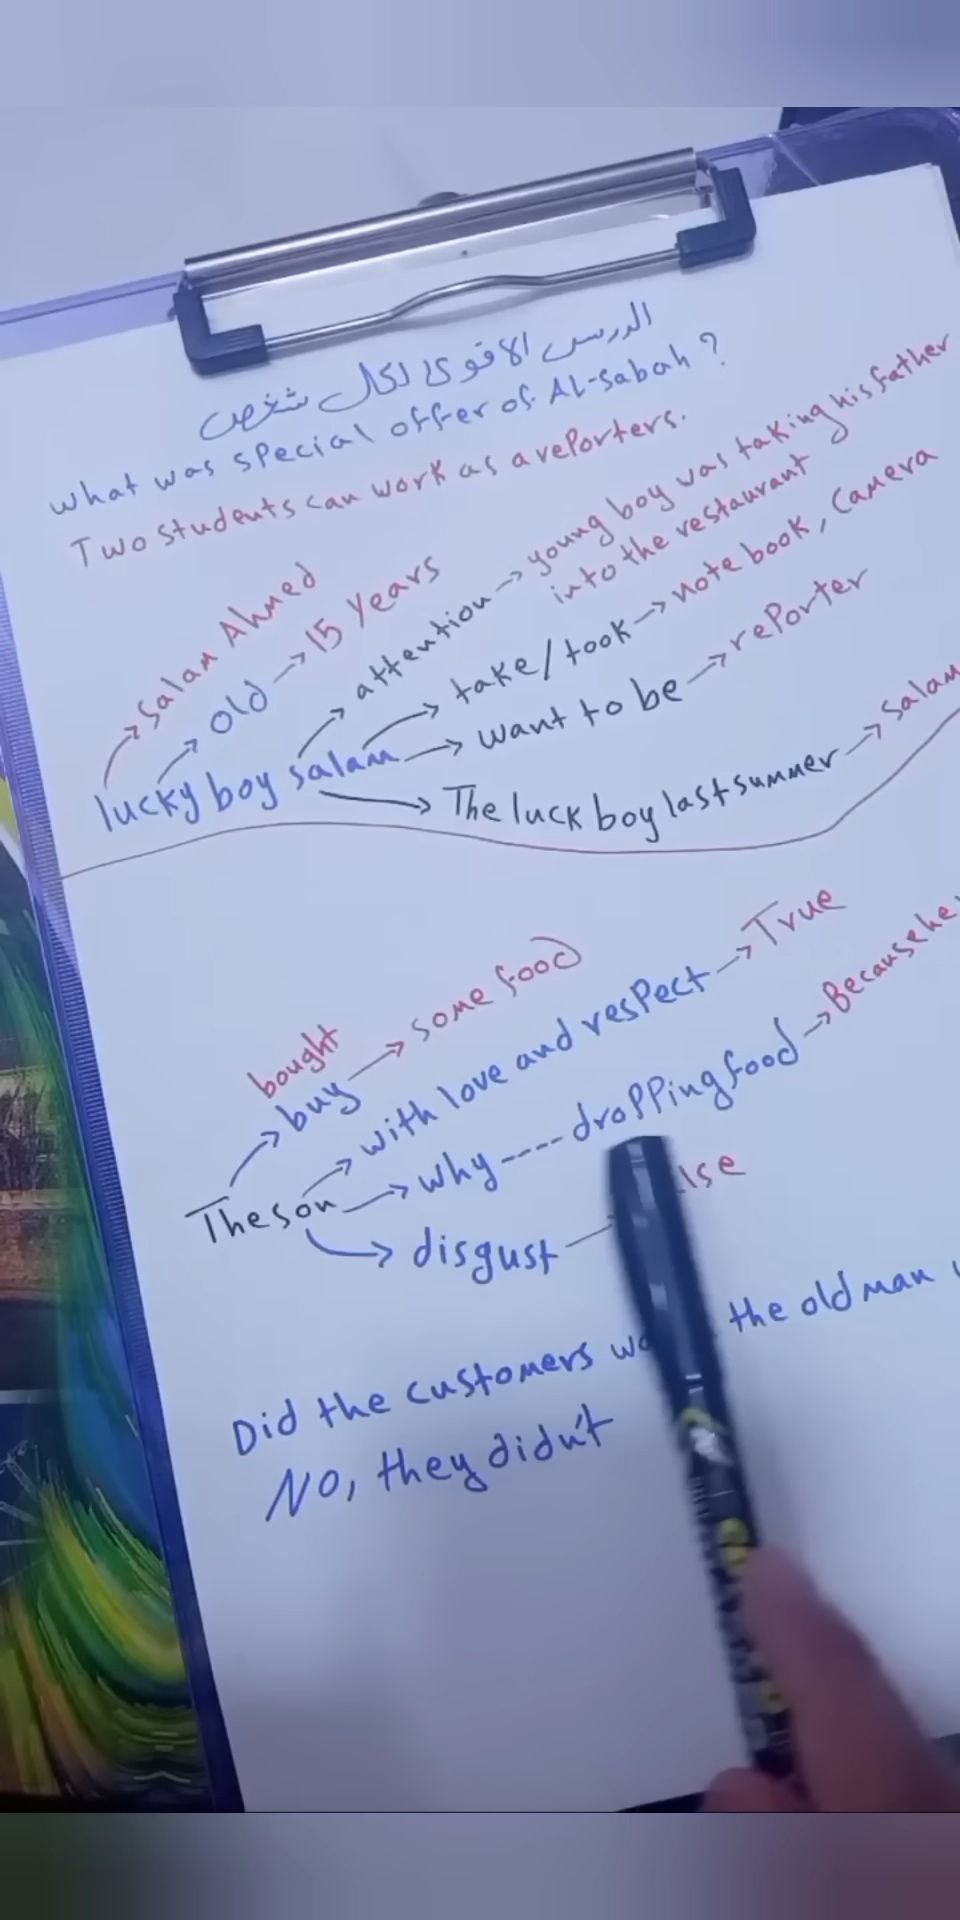 الدرس الاقوى لكل شخص
what was special offer of AL-sabah ?
Two students can work as a reporters.
Salam Ahmed
old → 15 years
attention → young boy was taking his father
into the restaurant
take/took → notebook, camera
want to be → reporter
lucky boy salam
The luck boy last summer → Salam
bought
buy → some food
with love and respect → True
why ---- dropping food → Because he
The son
disgust
Did the customers the old man
No, they didn't